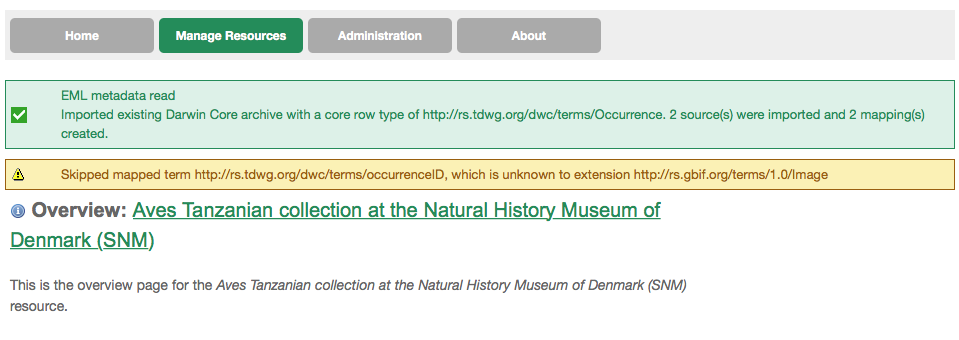 Home Manage Resources Administration About
EML metadata read
Imported existing Darwin Core archive with a core row type of http://rs.tdwg.org/dwc/terms/Occurrence. 2 source(s) were imported and 2 mapping(s)
created.
Skipped mapped term http://rs.tdwg.org/dwc/terms/occurrenceID, which is unknown to extension http://rs.gbif.org/terms/1.0/Image
Overview: Aves Tanzanian collection at the Natural History Museum of
Denmark (SNM)
This is the overview page for the Aves Tanzanian collection at the Natural History Museum of Denmark (SNM)
resource.